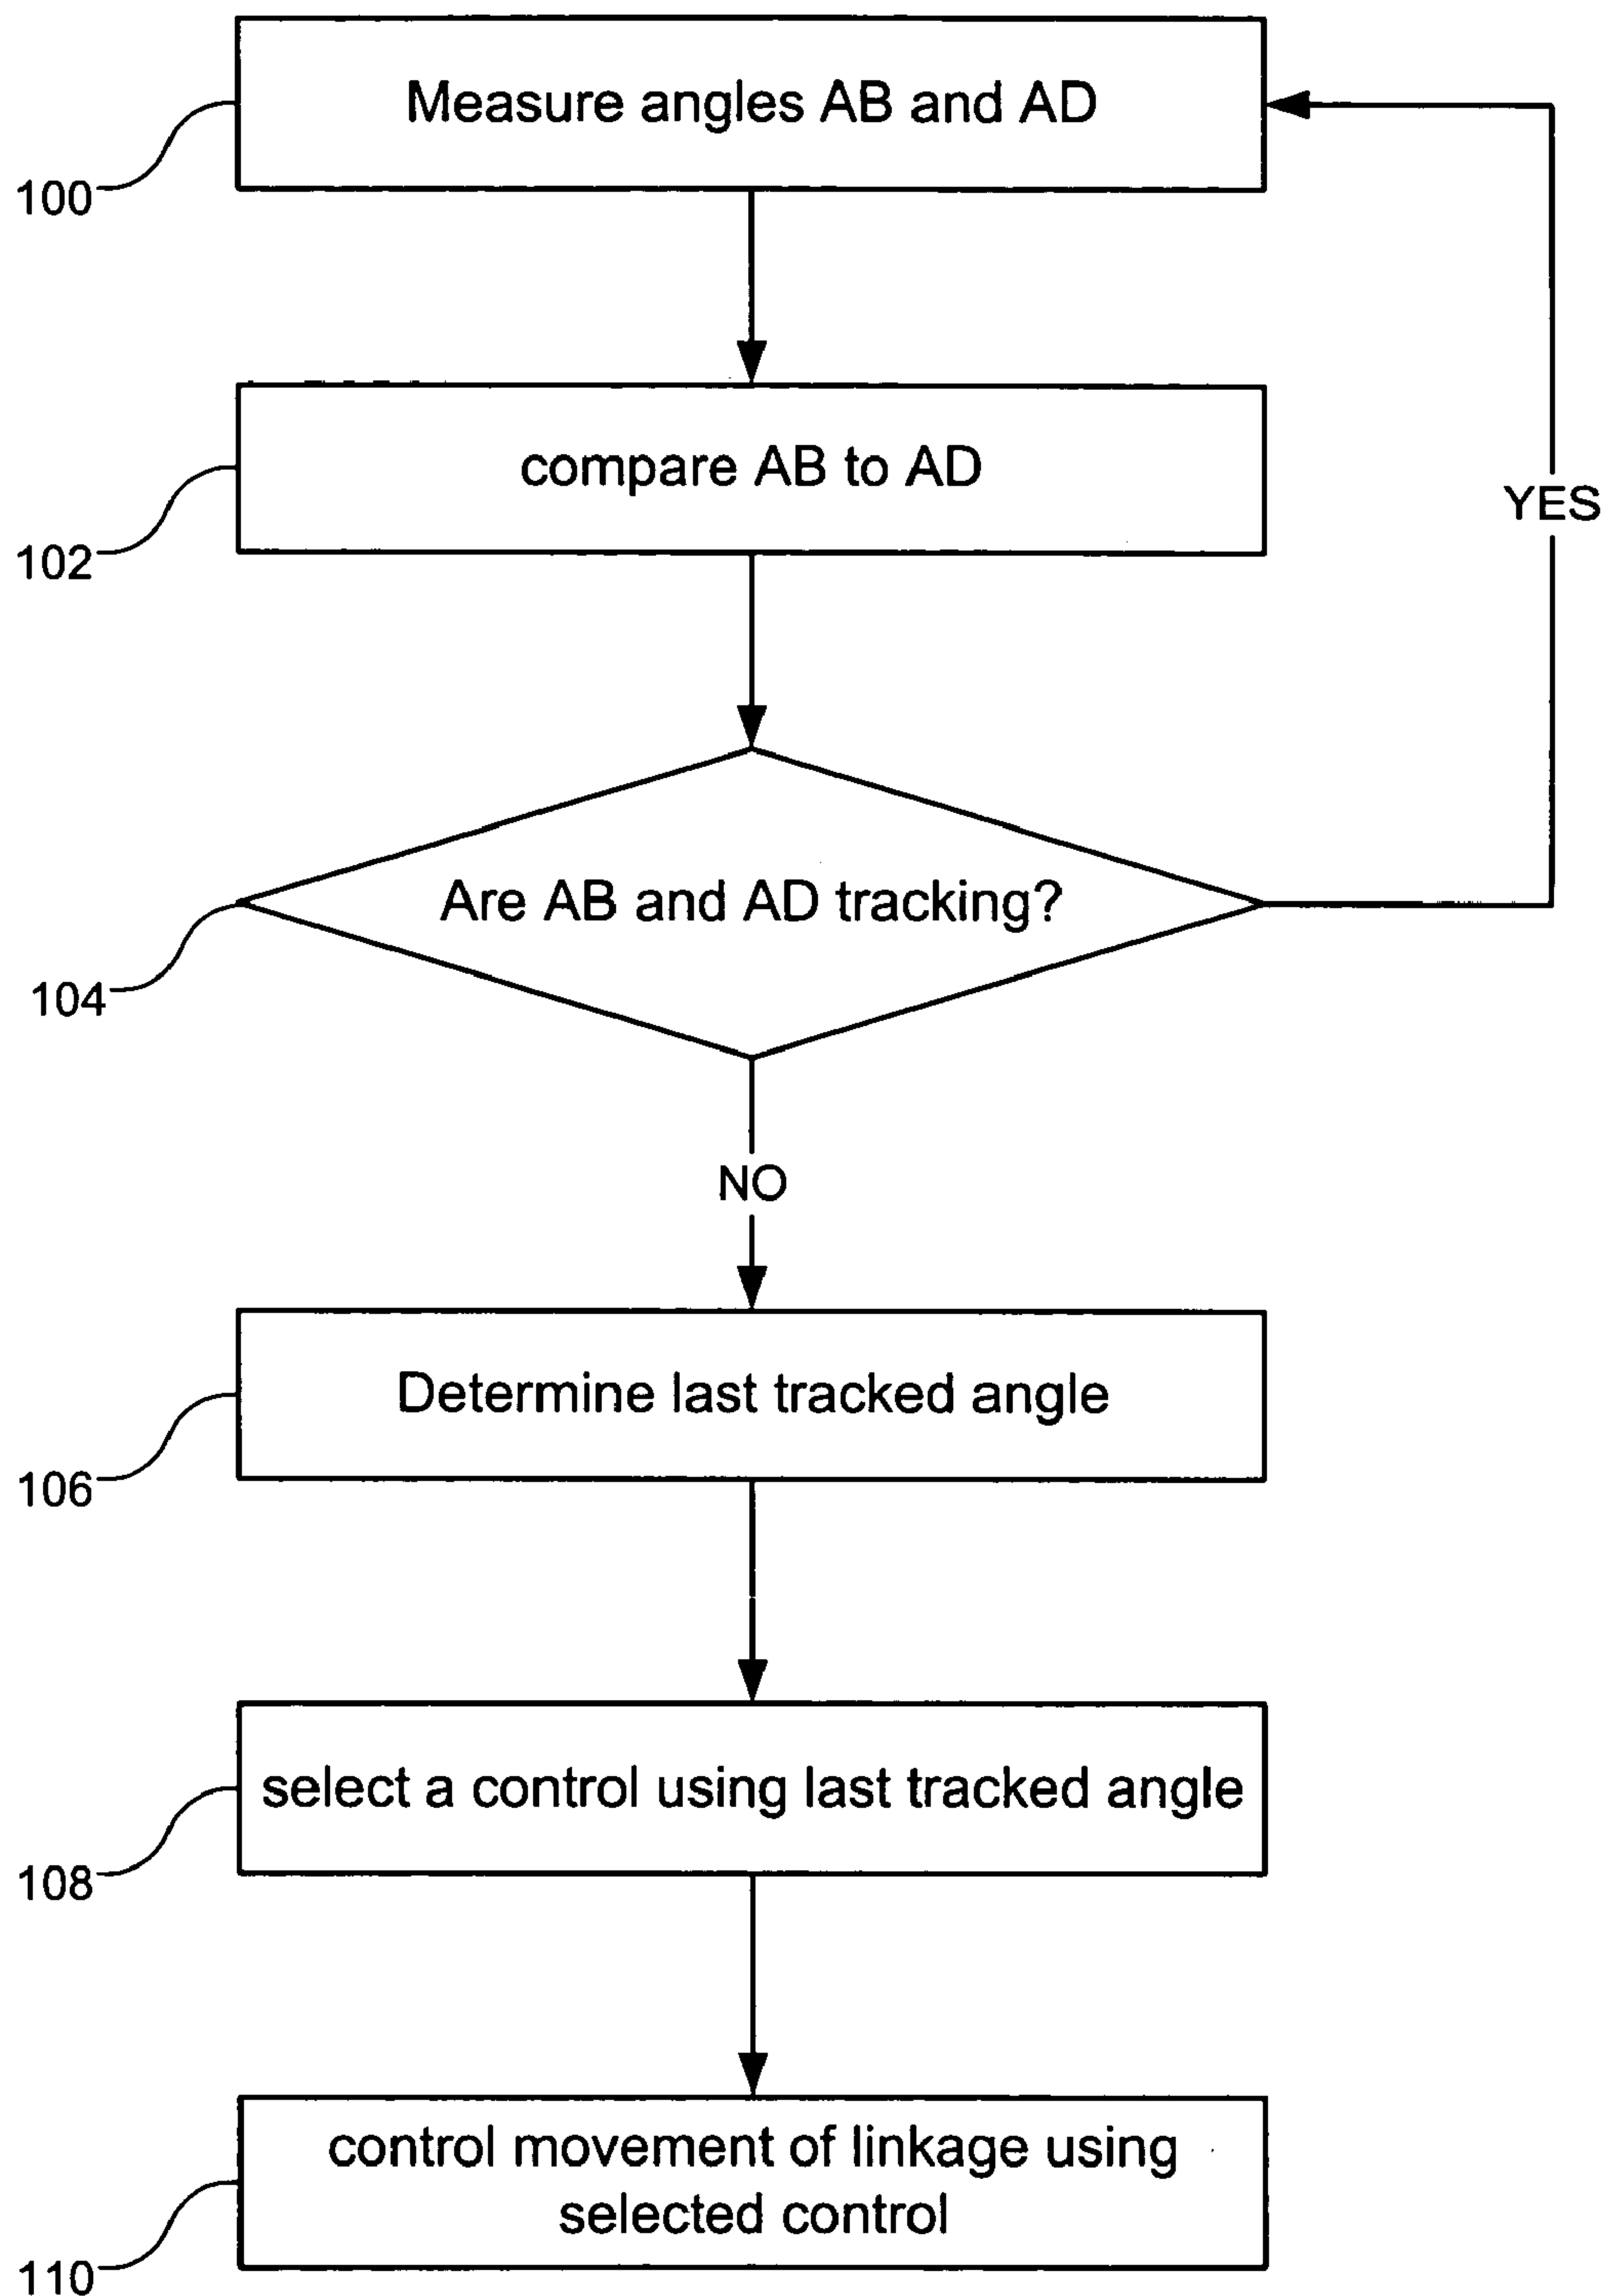 Measure angles AB and AD
100
compare AB to AD
102
YES
Are AB and AD tracking?
104
NO
Determine last tracked angle
106
select a control using last tracked angle
108
control movement of linkage using
selected control
110